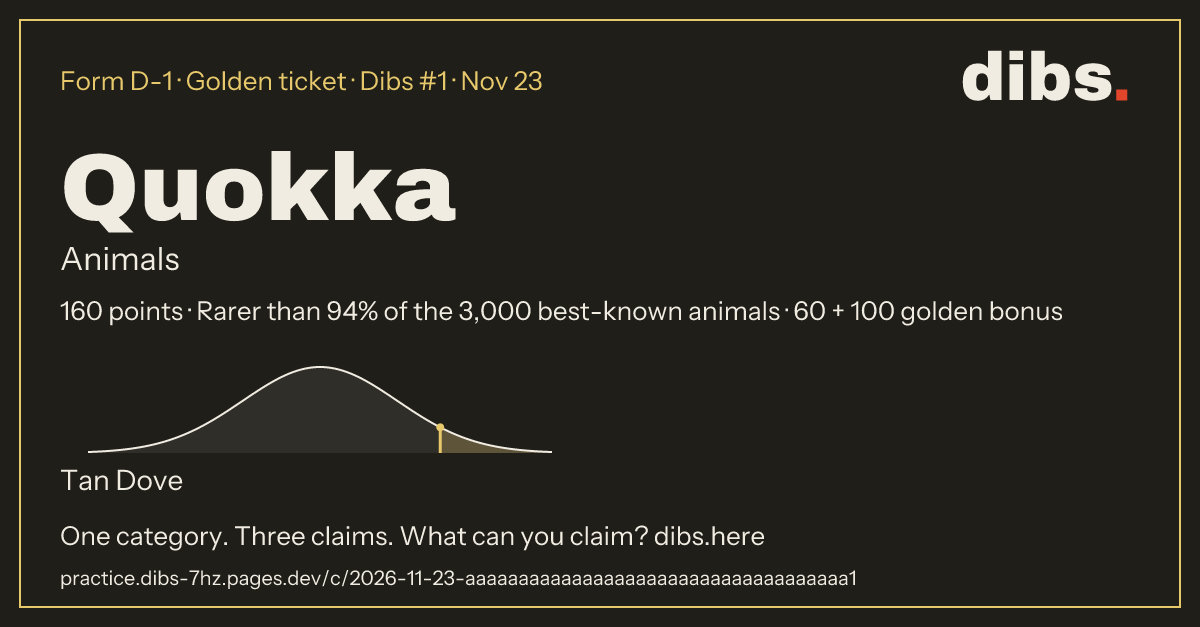 Form D-1 · Golden ticket · Dibs #1 · Nov 23
dibs.
Quokka
Animals
160 points · Rarer than 94% of the 3,000 best-known animals · 60 + 100 golden bonus
Tan Dove
One category. Three claims. What can you claim? dibs.here
practice.dibs-7hz.pages.dev/c/2026-11-23-aaaaaaaaaaaaaaaaaaaaaaaaaaaaaaaaaaaa1